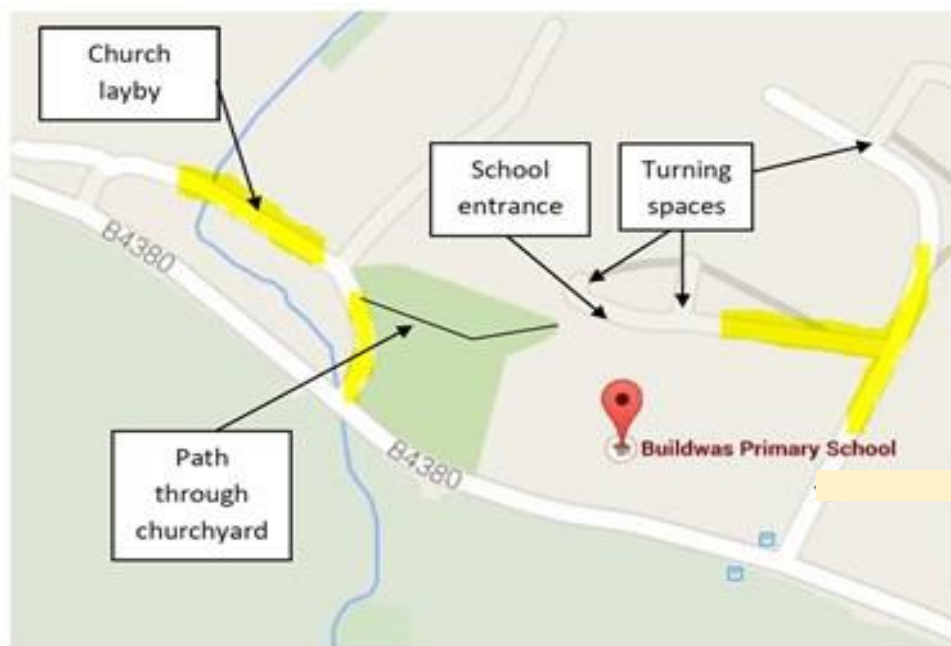 Church
layby
School
entrance
Turning
spaces
B4380
Path
through
churchyard
B4380
Buildwas Primary School